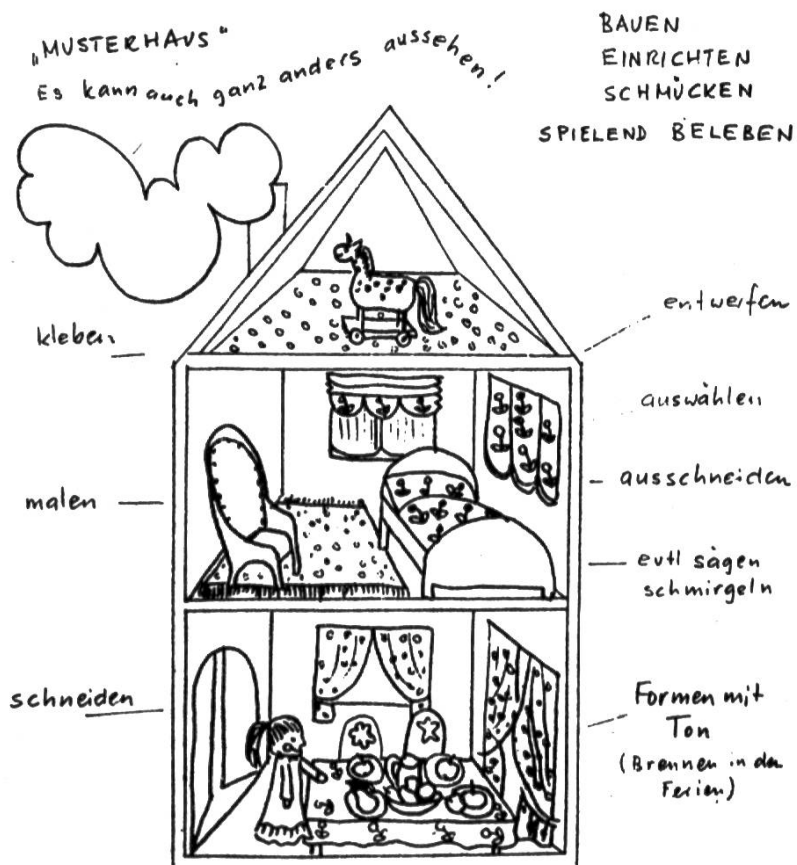 „MUSTERHAUS"
Es kann auch ganz anders aussehen!
BAUEN
EINRICHTEN
SCHMÜCKEN
SPIELEND BELEBEN
kleben
malen
schneiden
entwerfen
auswählen
ausschneiden
evtl sägen
schmirgeln
Formen mit
Ton
(Brennen in den
Ferien)